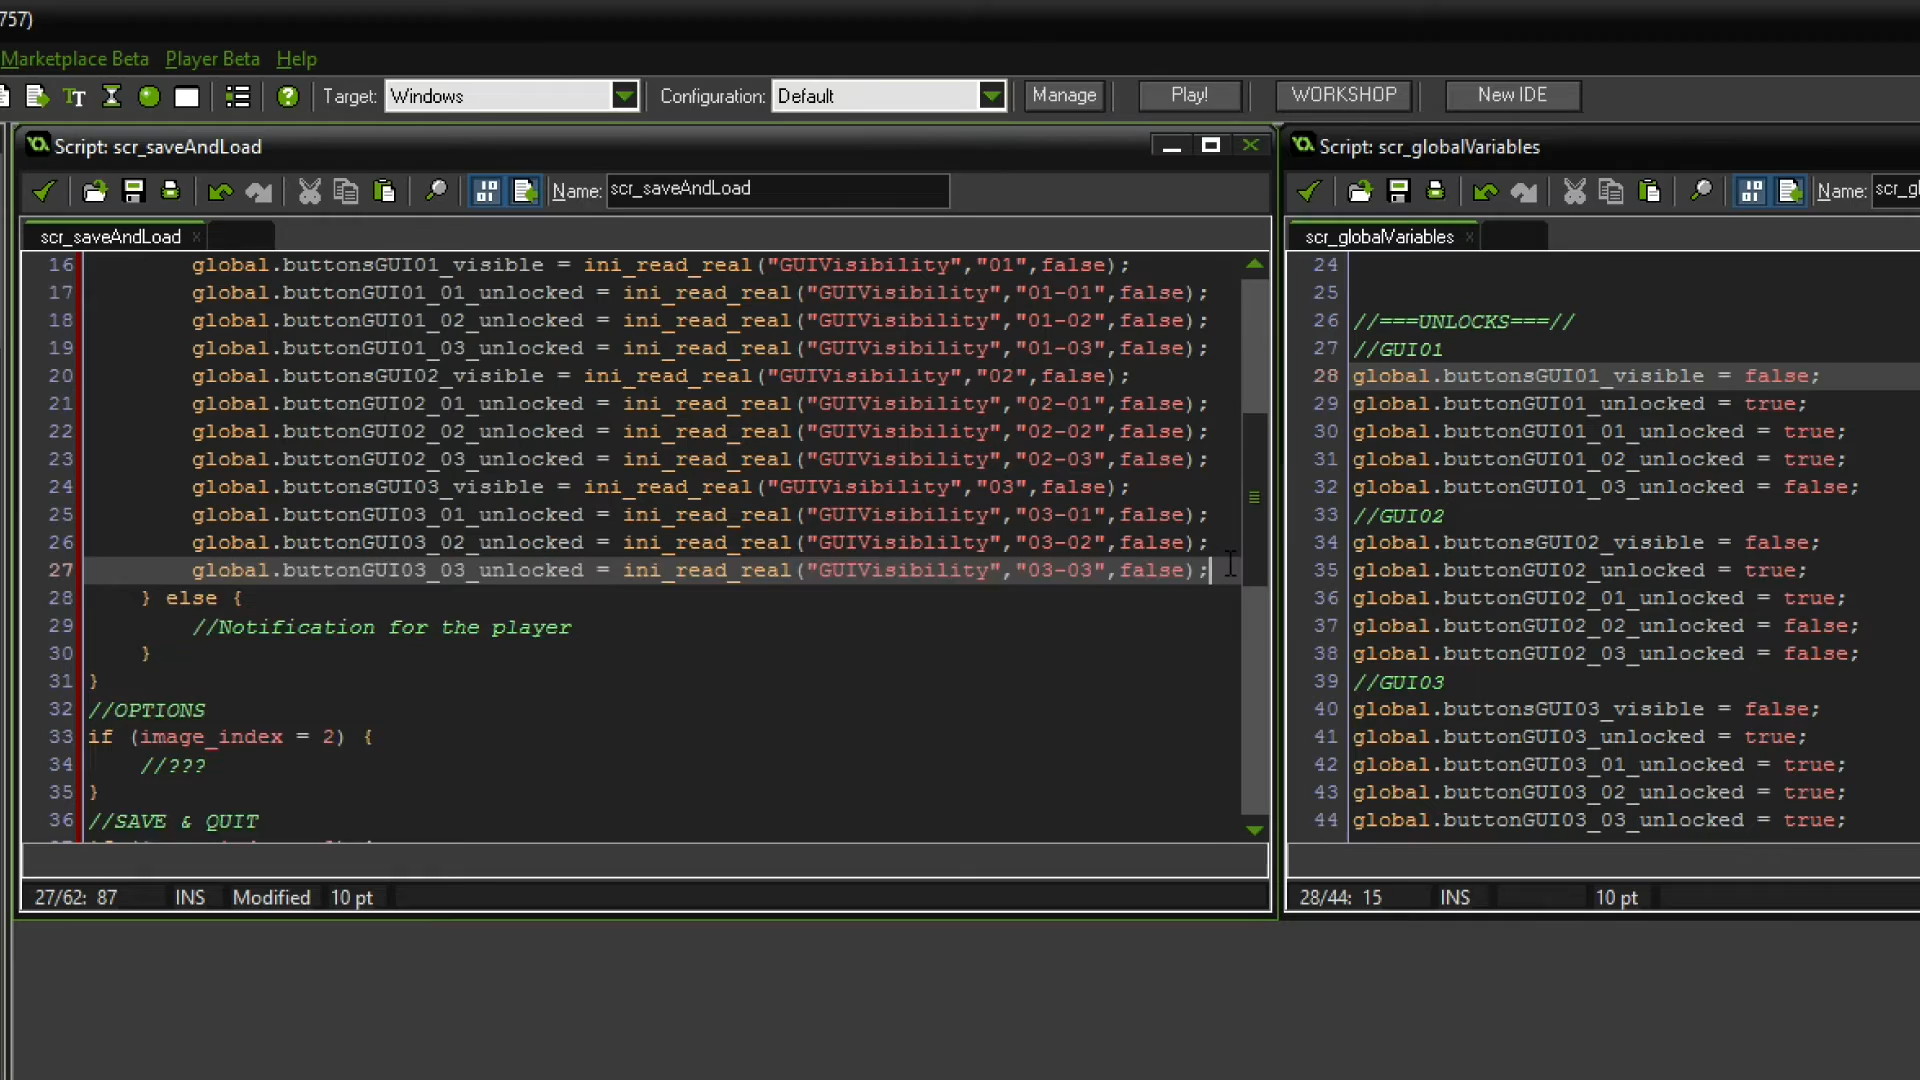 757)
Marketplace Beta Player Beta Help
Target: Windows Configuration: Default Manage Play! WORKSHOP New IDE
Script: scr_saveAndLoad
Name: scr_saveAndLoad
scr_saveAndLoad ×
16 global.buttonsGUI01_visible = ini_read_real("GUIVisibility","01",false);
17 global.buttonGUI01_01_unlocked = ini_read_real("GUIVisibility","01-01",false);
18 global.buttonGUI01_02_unlocked = ini_read_real("GUIVisibility","01-02",false);
19 global.buttonGUI01_03_unlocked = ini_read_real("GUIVisibility","01-03",false);
20 global.buttonsGUI02_visible = ini_read_real("GUIVisibility","02",false);
21 global.buttonGUI02_01_unlocked = ini_read_real("GUIVisibility","02-01",false);
22 global.buttonGUI02_02_unlocked = ini_read_real("GUIVisibility","02-02",false);
23 global.buttonGUI02_03_unlocked = ini_read_real("GUIVisibility","02-03",false);
24 global.buttonsGUI03_visible = ini_read_real("GUIVisibility","03",false);
25 global.buttonGUI03_01_unlocked = ini_read_real("GUIVisibility","03-01",false);
26 global.buttonGUI03_02_unlocked = ini_read_real("GUIVisibility","03-02",false);
27 global.buttonGUI03_03_unlocked = ini_read_real("GUIVisibility","03-03",false);
28 } else {
29 //Notification for the player
30 }
31 }
32 //OPTIONS
33 if (image_index = 2) {
34 //???
35 }
36 //SAVE & QUIT
27/62: 87 INS Modified 10 pt
Script: scr_globalVariables
Name: scr_gl
scr_globalVariables ×
24
25
26 //===UNLOCKS===//
27 //GUI01
28 global.buttonsGUI01_visible = false;
29 global.buttonGUI01_unlocked = true;
30 global.buttonGUI01_01_unlocked = true;
31 global.buttonGUI01_02_unlocked = true;
32 global.buttonGUI01_03_unlocked = false;
33 //GUI02
34 global.buttonsGUI02_visible = false;
35 global.buttonGUI02_unlocked = true;
36 global.buttonGUI02_01_unlocked = true;
37 global.buttonGUI02_02_unlocked = false;
38 global.buttonGUI02_03_unlocked = false;
39 //GUI03
40 global.buttonsGUI03_visible = false;
41 global.buttonGUI03_unlocked = true;
42 global.buttonGUI03_01_unlocked = true;
43 global.buttonGUI03_02_unlocked = true;
44 global.buttonGUI03_03_unlocked = true;
28/44: 15 INS 10 pt